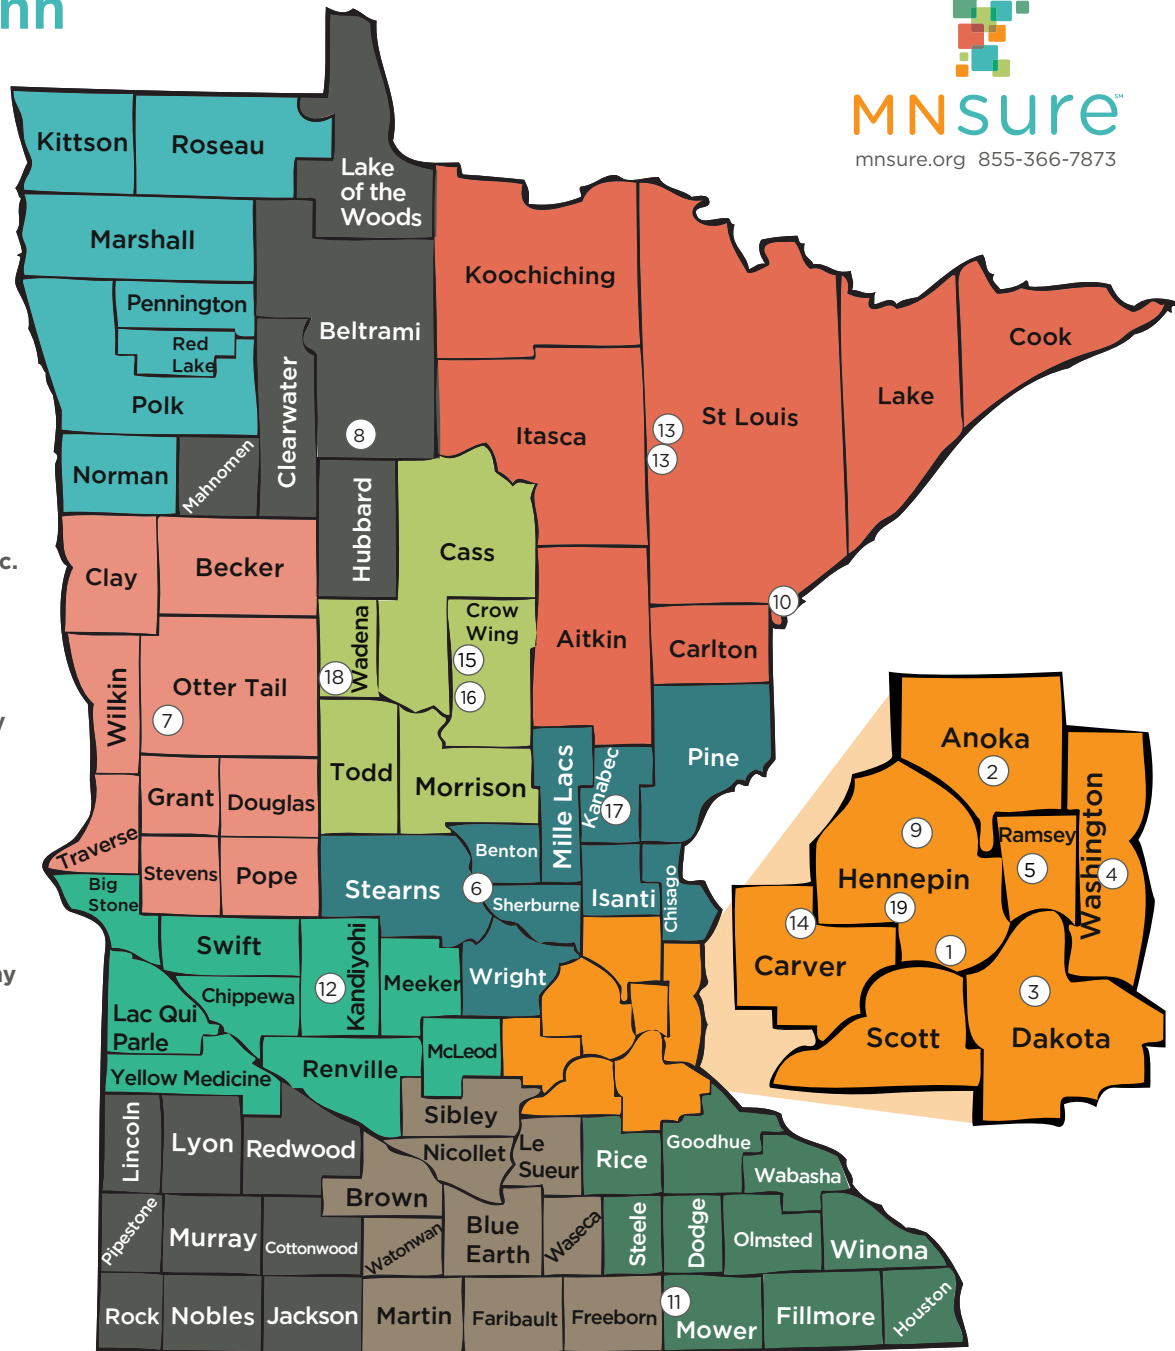 nn
MNsure
SM
mnsure.org 855-366-7873
Kittson
Roseau
Lake
of the
Woods
Marshall
Koochiching
Pennington
Beltrami
Red
Lake
Cook
Polk
Clearwater
Lake
St Louis
Itasca
8
13
13
Norman
Mahnomen
Hubbard
c.
Cass
Clay
Becker
Crow
Wing
10
Wadena
Aitkin
Carlton
15
16
18
Wilkin
Otter Tail
7
y
Todd
Morrison
Mille Lacs
Kanabec
17
Pine
Grant
Douglas
Traverse
Stevens
Pope
Benton
Stearns
6
Sherburne
Isanti
Chisago
Big
Stone
Swift
Kandiyohi
12
Meeker
Wright
ay
Chippewa
Lac Qui
Parle
Renville
McLeod
Yellow Medicine
Sibley
Lincoln
Lyon
Redwood
Nicollet
Le
Sueur
Rice
Goodhue
Wabasha
Brown
Pipestone
Murray
Cottonwood
Watonwan
Blue
Earth
Waseca
Steele
Dodge
Olmsted
Winona
Rock
Nobles
Jackson
Martin
Faribault
Freeborn
11
Mower
Fillmore
Houston
Anoka
2
Washington
9
Ramsey
5
4
Hennepin
19
14
1
Carver
3
Scott
Dakota